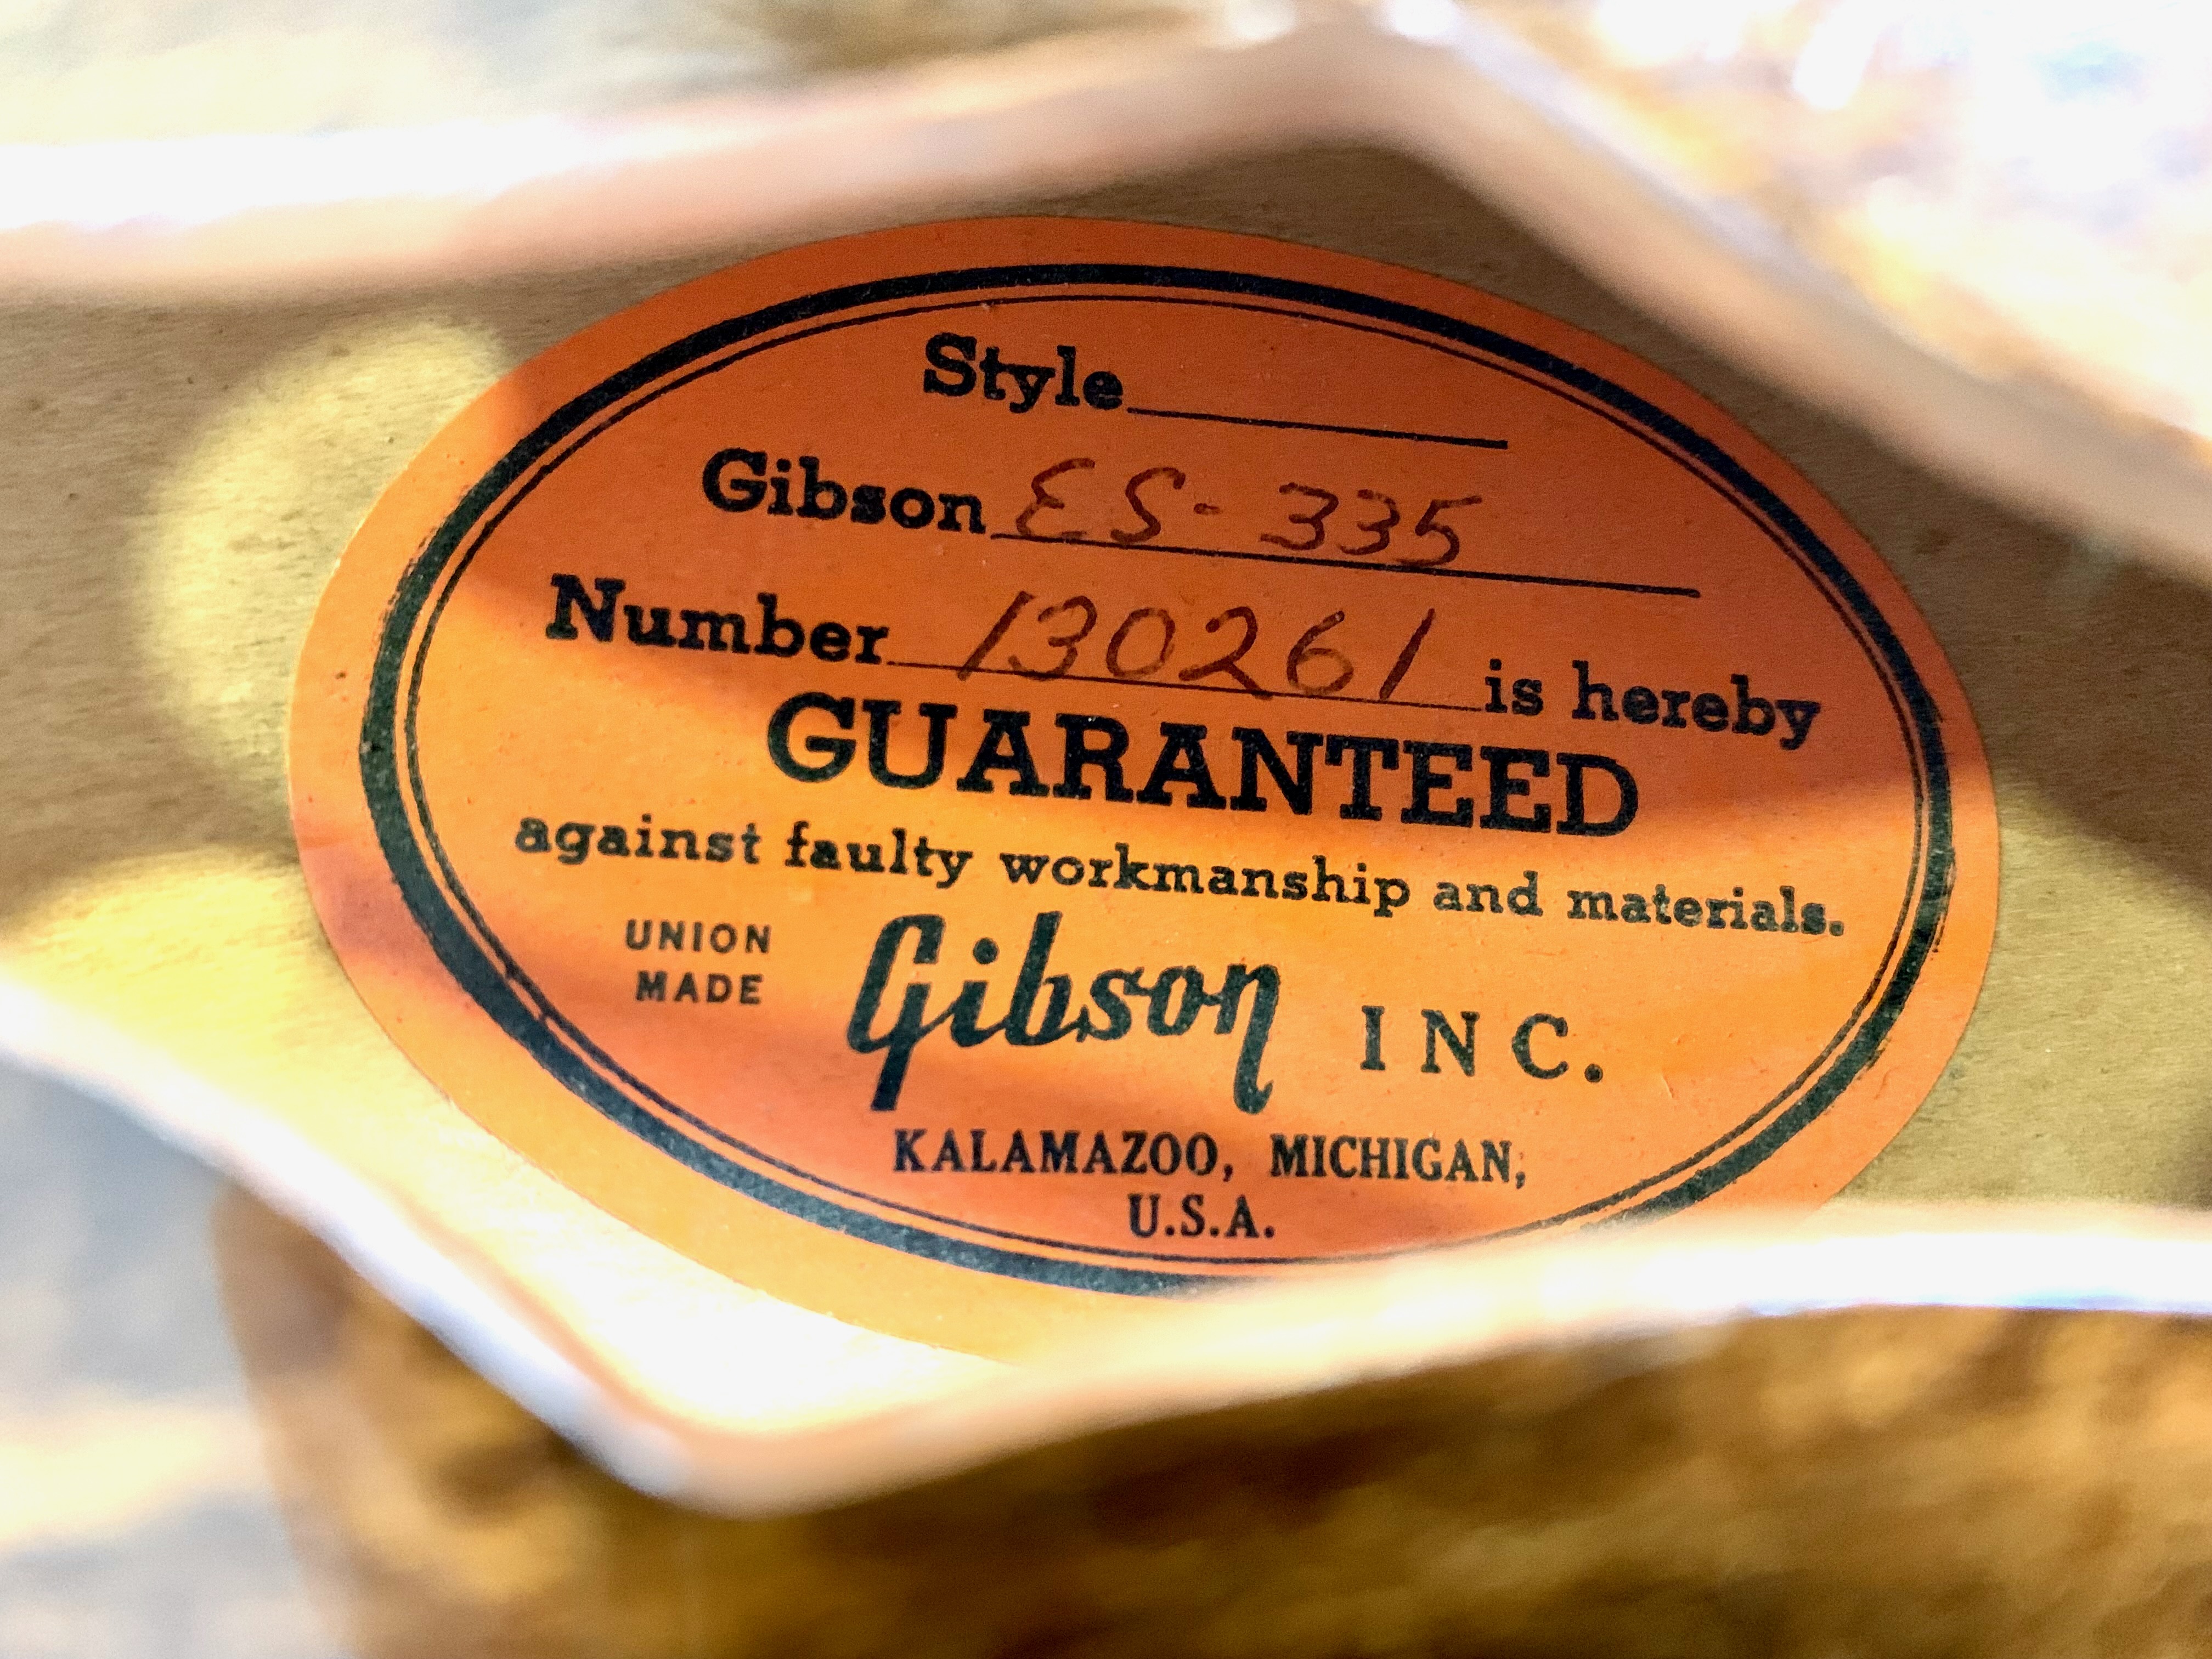 Style
Gibson ES-335
Number 130261 is hereby
GUARANTEED
against faulty workmanship and materials.
UNION
MADE
Gibson INC.
KALAMAZOO, MICHIGAN,
U.S.A.